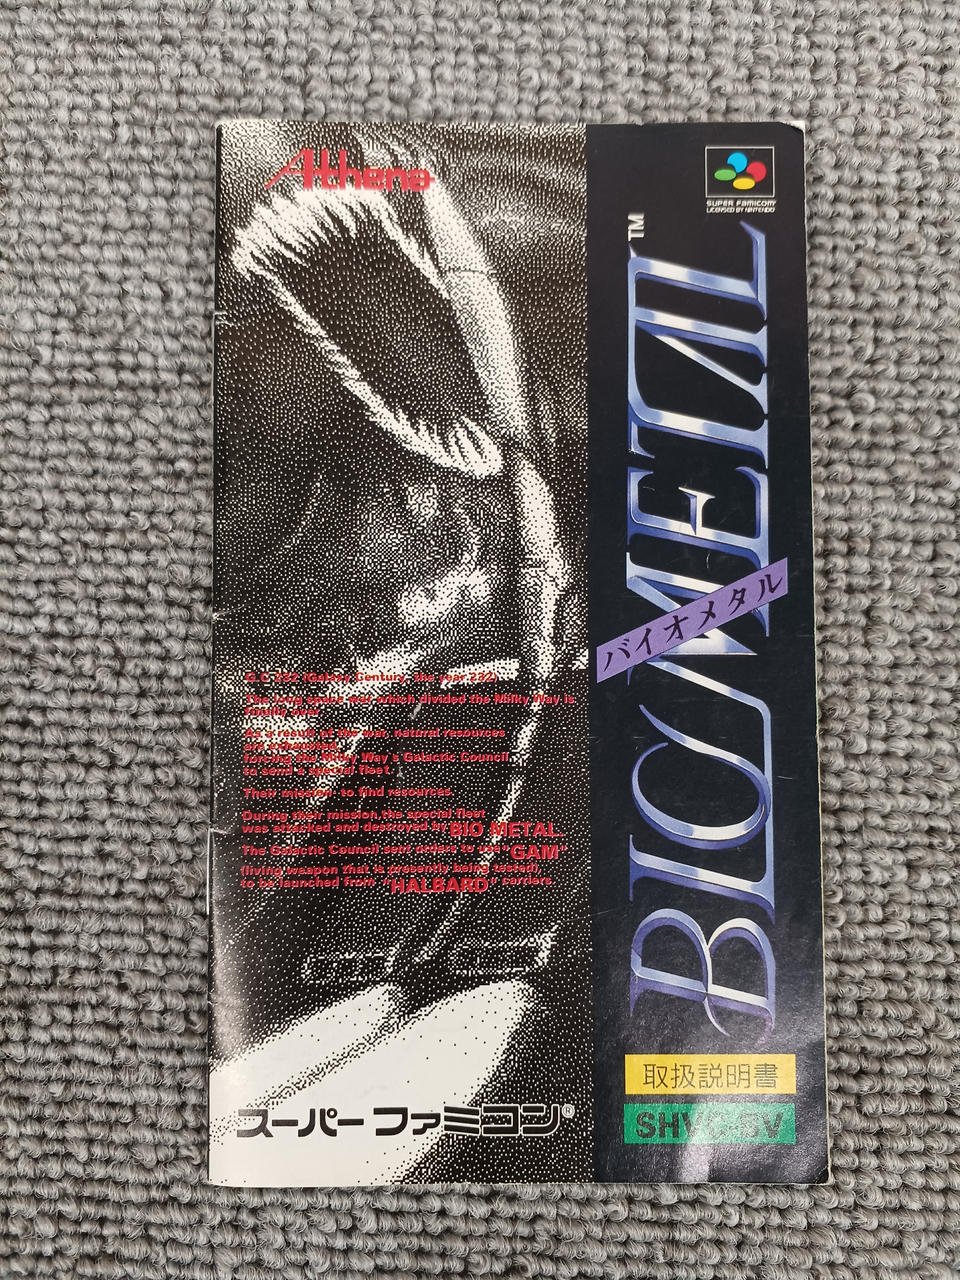 Athena
SUPER FAMICOM
LICENSED BY NINTENDO
BIO METAL™
バイオメタル
G.C 232 (Galaxy Century, the year 232)
The long space war which divided the Milky Way is
finally over.
As a result of the war, natural resources
are exhausted,
forcing the Milky Way's Galactic Council
to send a special fleet.
Their mission: to find resources.
During their mission, the special fleet
was attacked and destroyed by BIO METAL.
The Galactic Council sent orders to use "GAM"
(living weapon that is presently being tested),
to be launched from "HALBARD" carriers.
スーパーファミコン®
取扱説明書
SHVC-BV